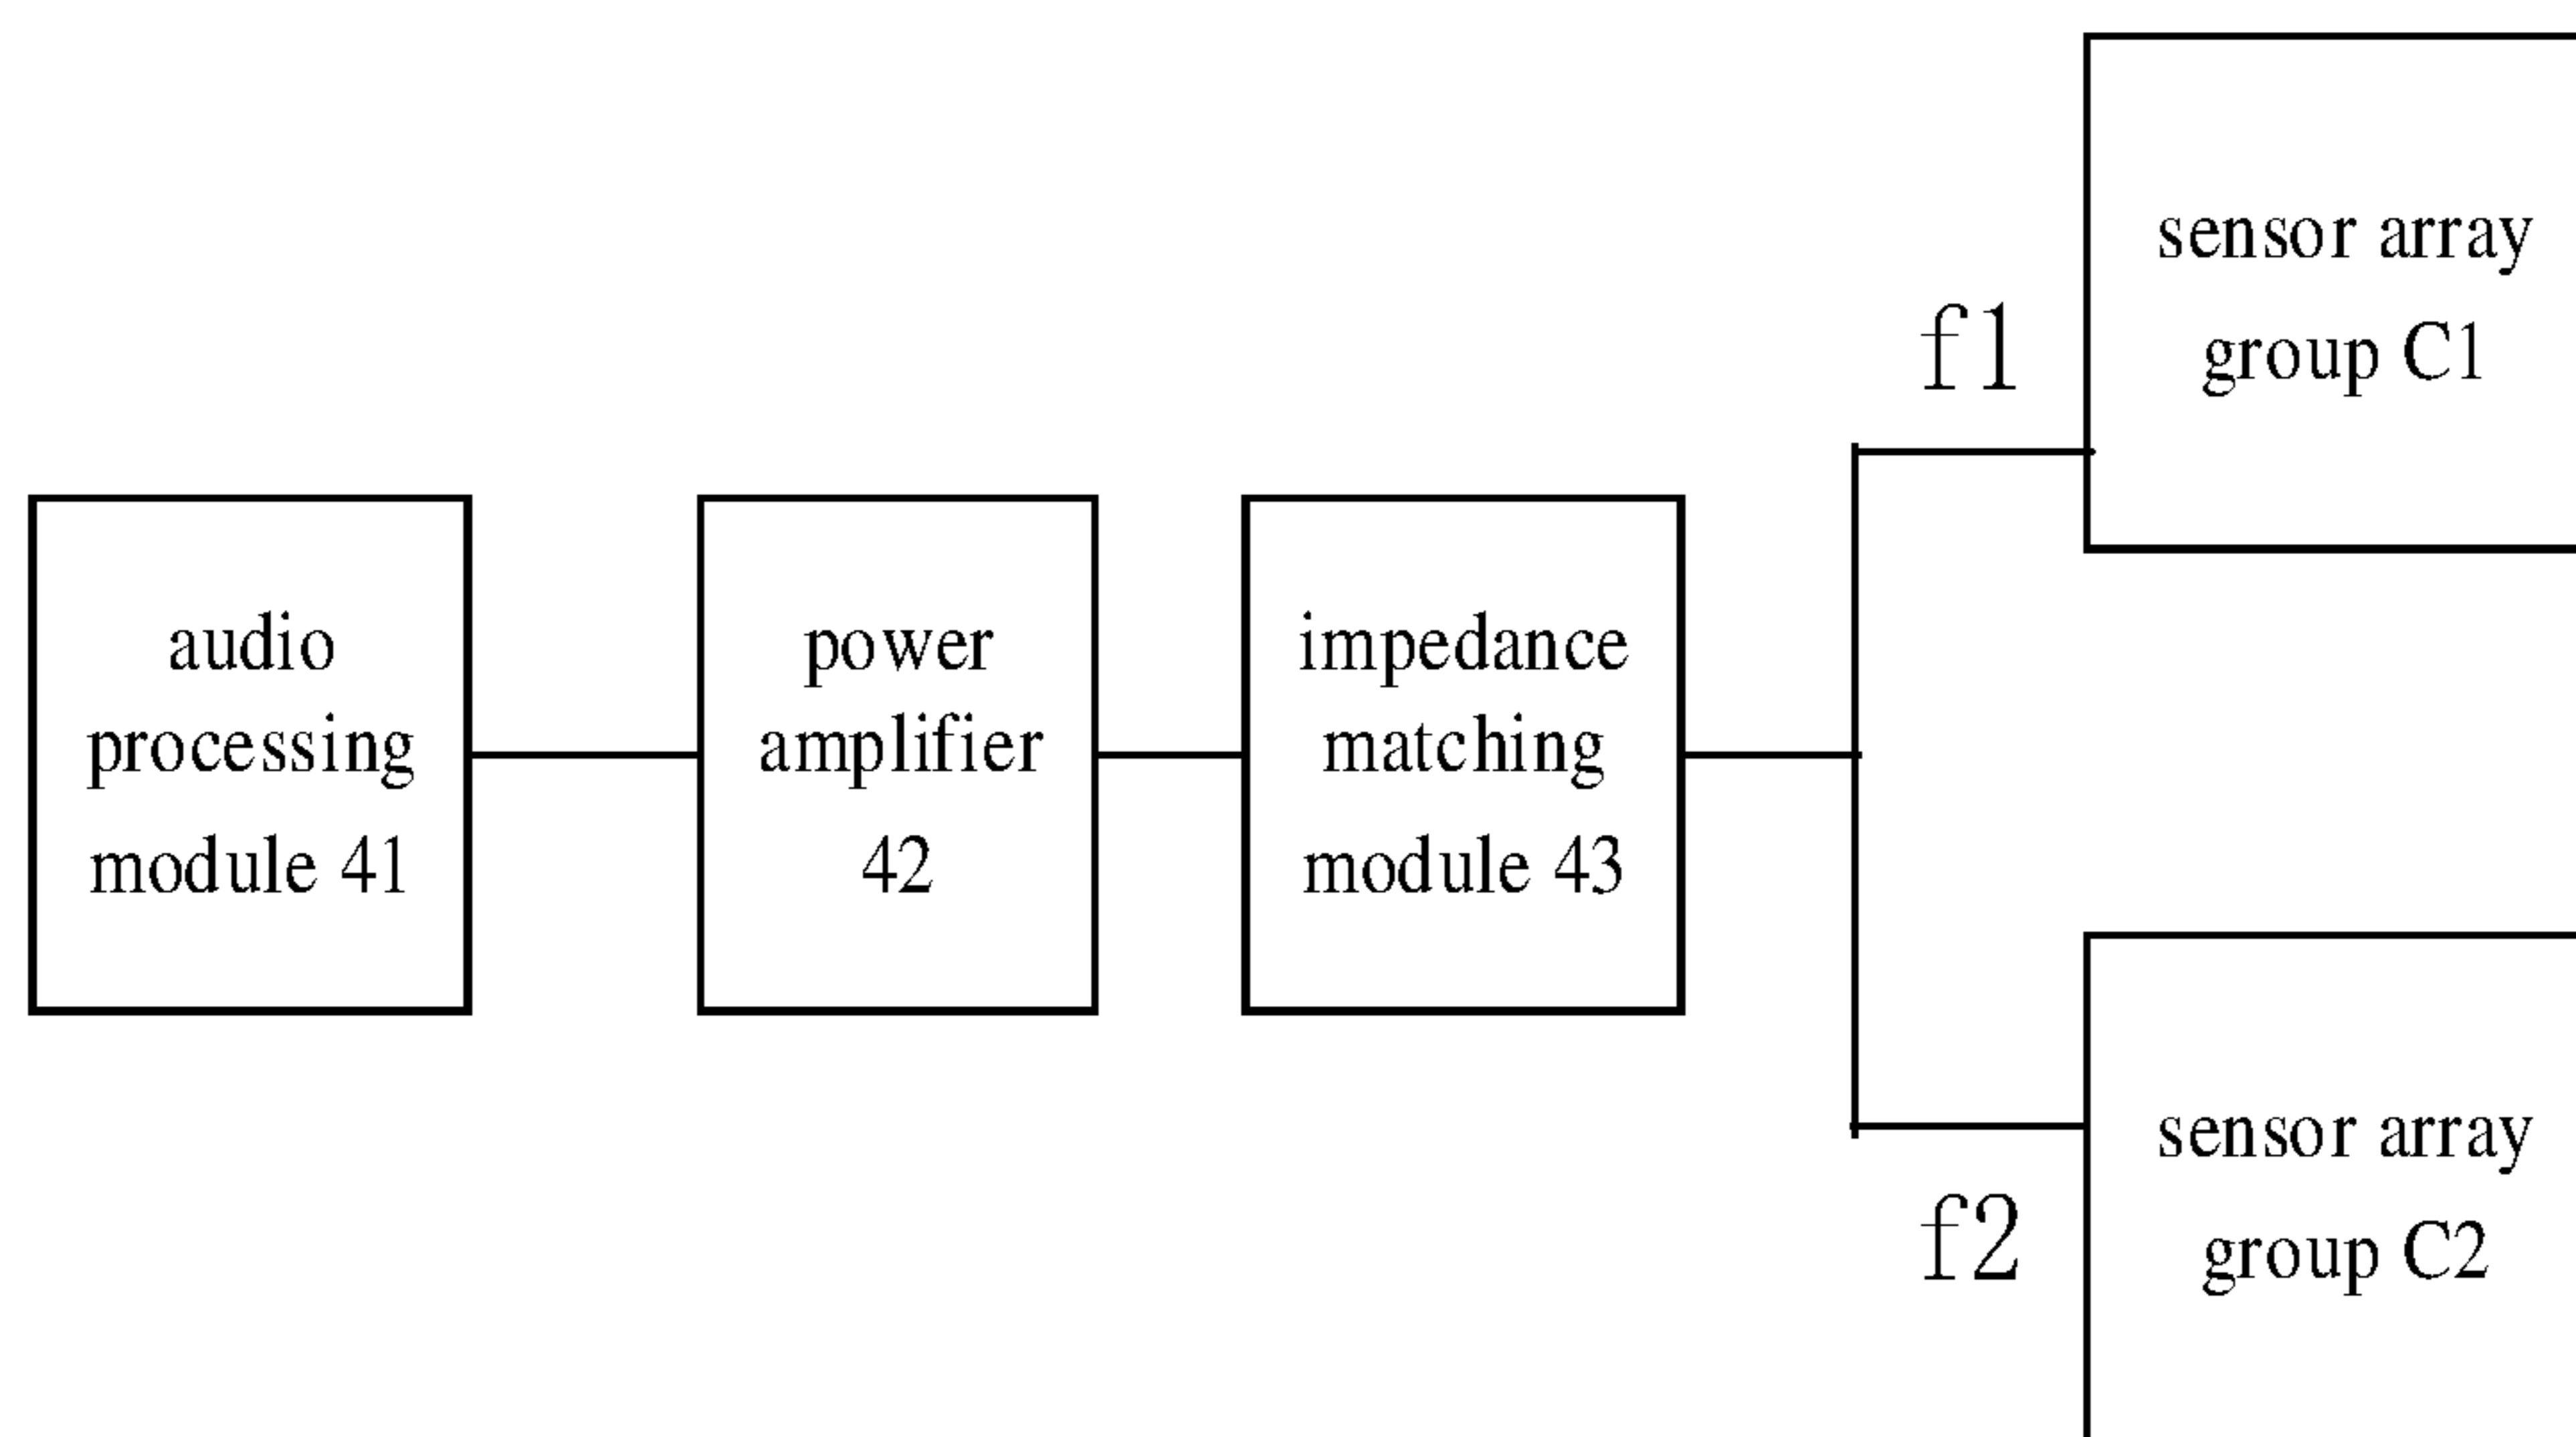 audio
processing
module 41
power
amplifier
42
impedance
matching
module 43
f1
sensor array
group C1
f2
sensor array
group C2